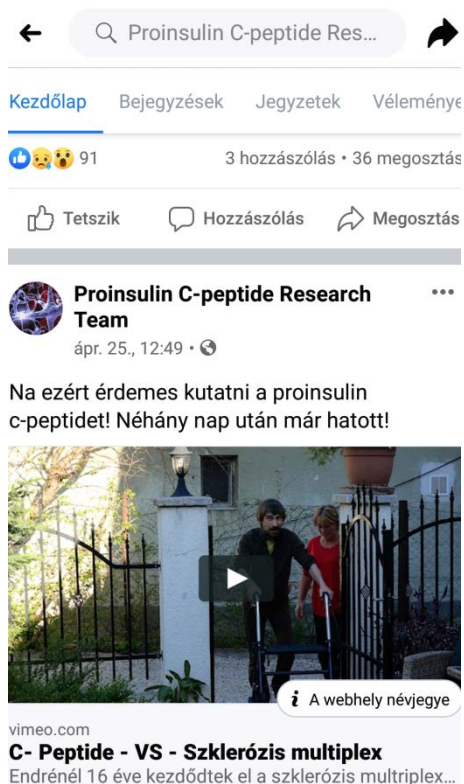 Proinsulin C-peptide Res...
Kezdőlap Bejegyzések Jegyzetek Véleménye
91 3 hozzászólás • 36 megosztás
Tetszik Hozzászólás Megosztás
Proinsulin C-peptide Research
Team
ápr. 25., 12:49 •
Na ezért érdemes kutatni a proinsulin
c-peptidet! Néhány nap után már hatott!
i A webhely névjegye
vimeo.com
C- Peptide - VS - Szklerózis multiplex
Endrénél 16 éve kezdődtek el a szklerózis multiplex...